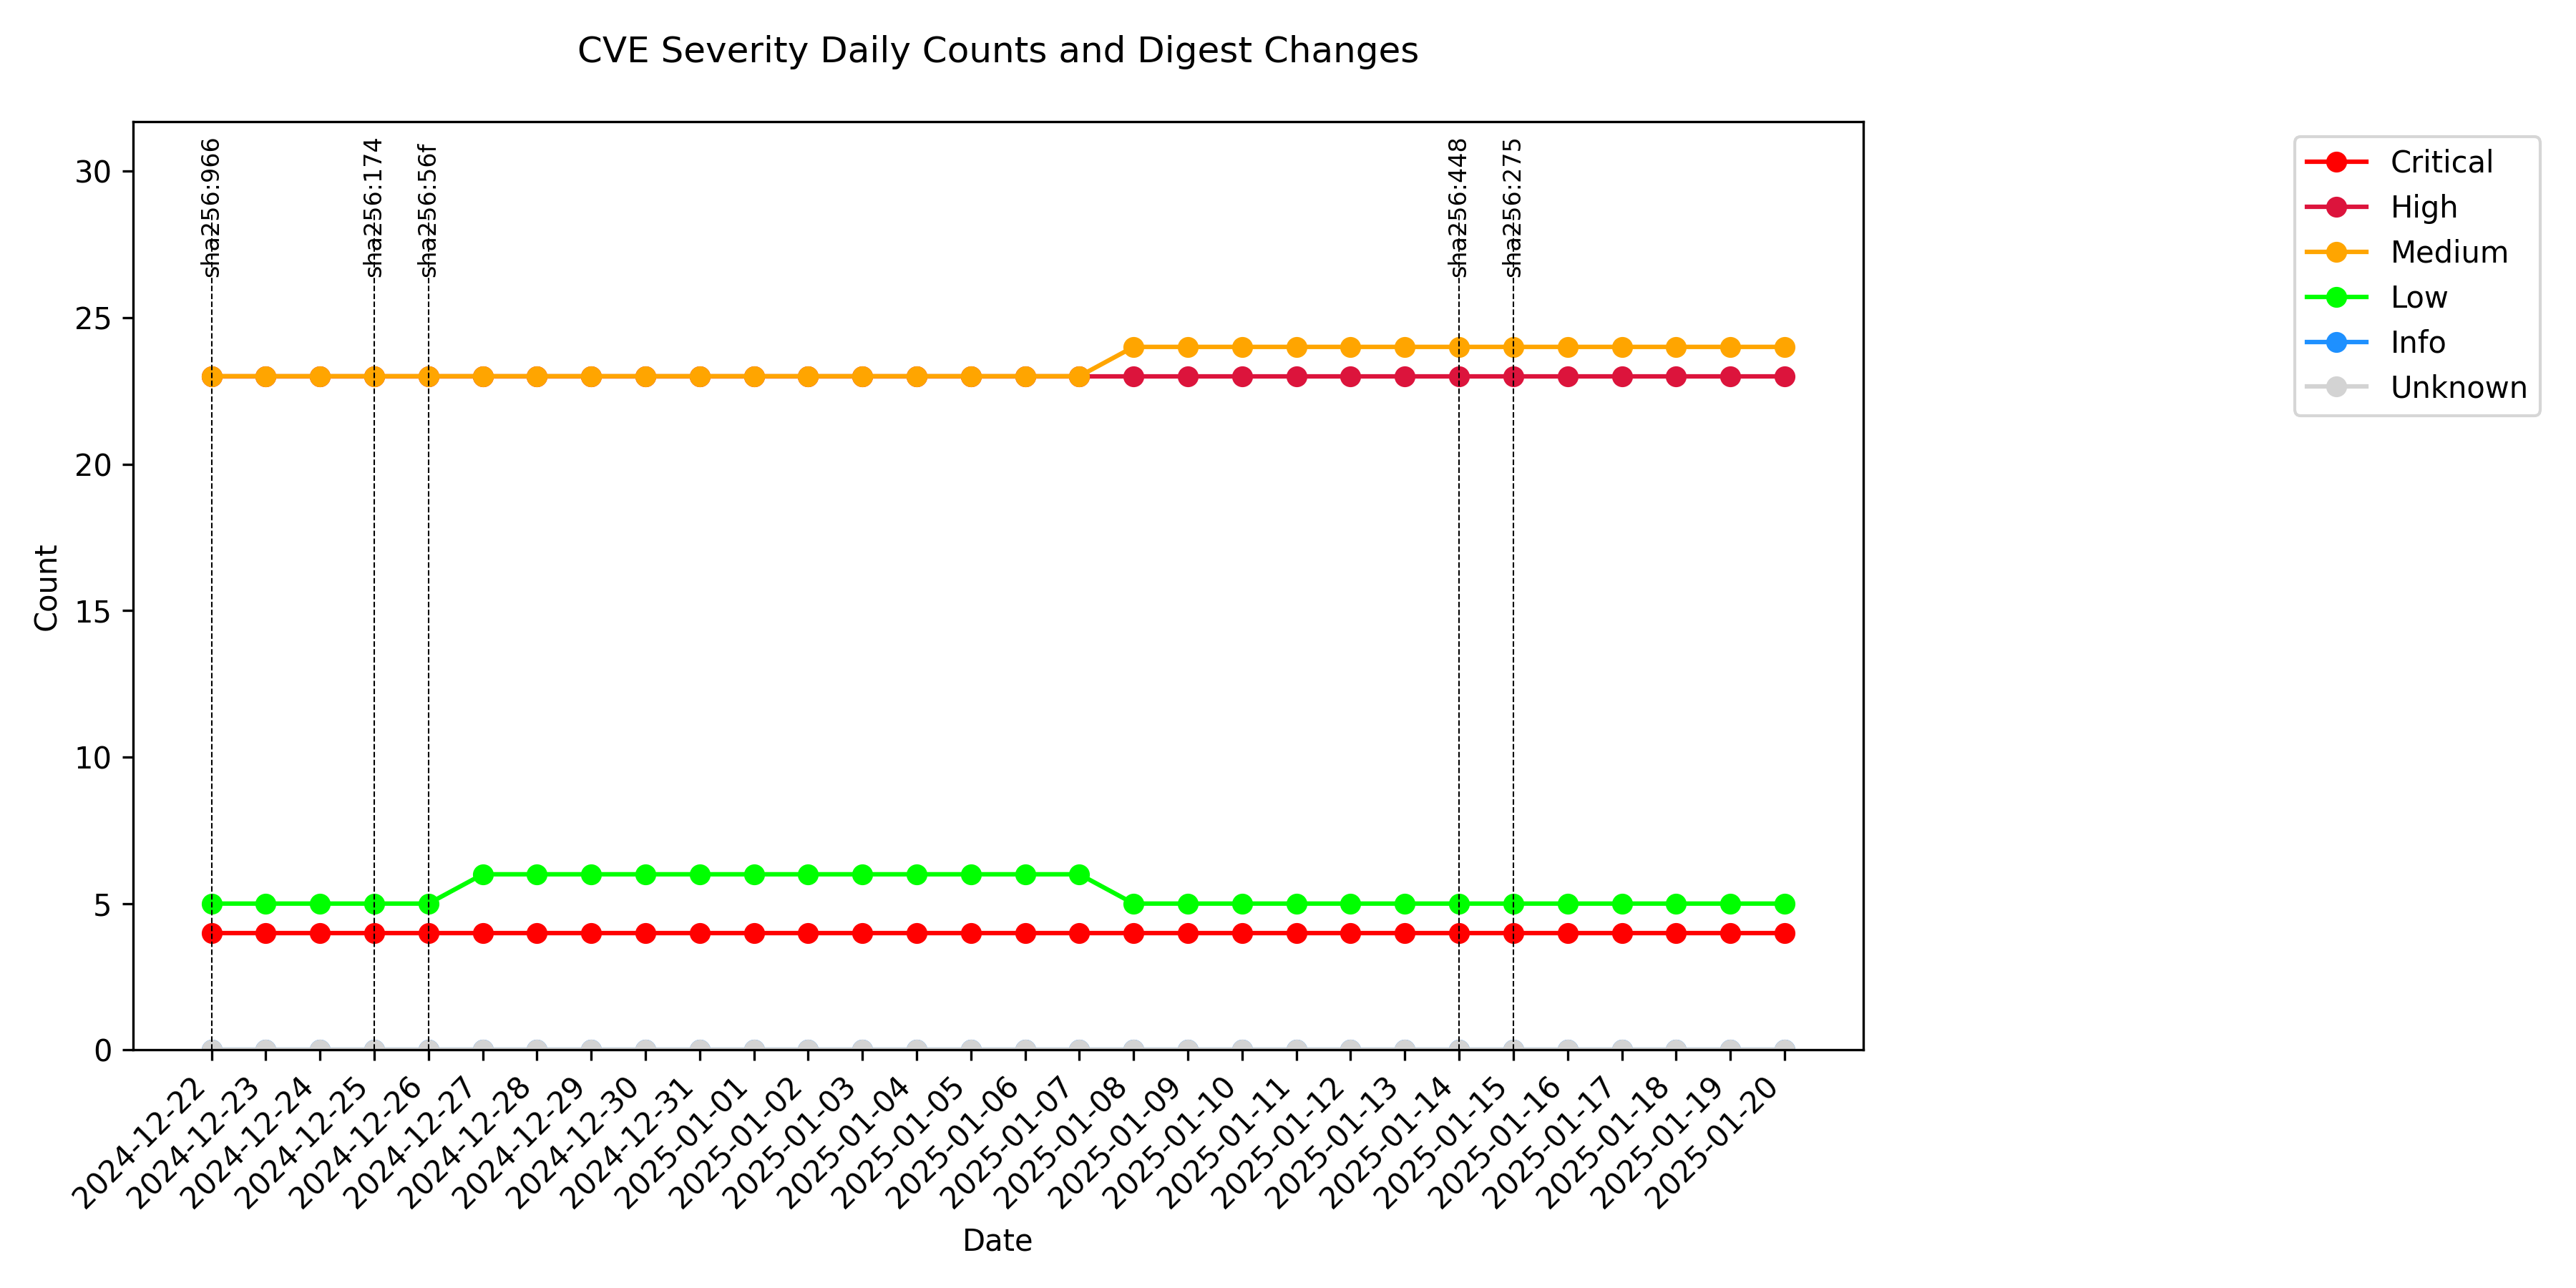 CVE Severity Daily Counts and Digest Changes
sha256:966
sha256:174
sha256:56f
sha256:448
sha256:275
Critical
High
Medium
Low
Info
Unknown
Count
30
25
20
15
10
5
0
2024-12-22
2024-12-23
2024-12-24
2024-12-25
2024-12-26
2024-12-27
2024-12-28
2024-12-29
2024-12-30
2024-12-31
2025-01-01
2025-01-02
2025-01-03
2025-01-04
2025-01-05
2025-01-06
2025-01-07
2025-01-08
2025-01-09
2025-01-10
2025-01-11
2025-01-12
2025-01-13
2025-01-14
2025-01-15
2025-01-16
2025-01-17
2025-01-18
2025-01-19
2025-01-20
Date